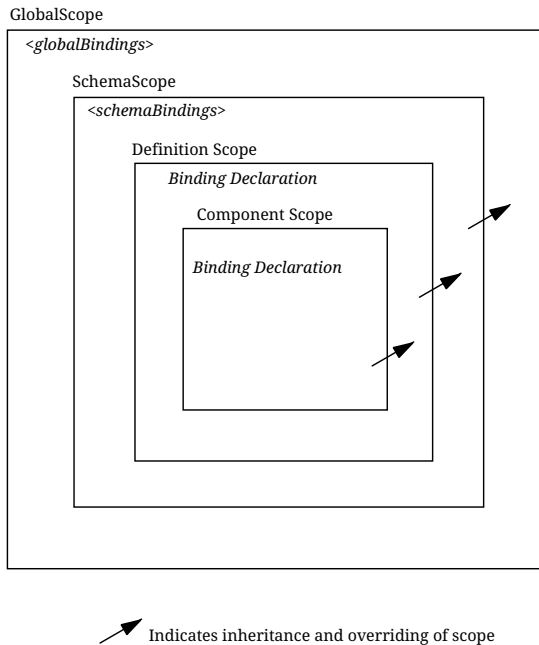 GlobalScope
<globalBindings>
SchemaScope
<schemaBindings>
Definition Scope
Binding Declaration
Component Scope
Binding Declaration
Indicates inheritance and overriding of scope